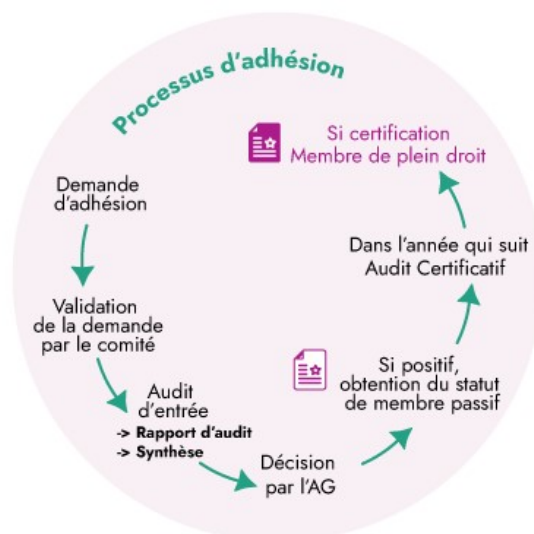 Processus d'adhésion
Demande
d'adhésion
Validation
de la demande
par le comité
Audit
d'entrée
-> Rapport d'audit
-> Synthèse
Décision
par l'AG
Si positif,
obtention du statut
de membre passif
Dans l'année qui suit
Audit Certificatif
Si certification
Membre de plein droit